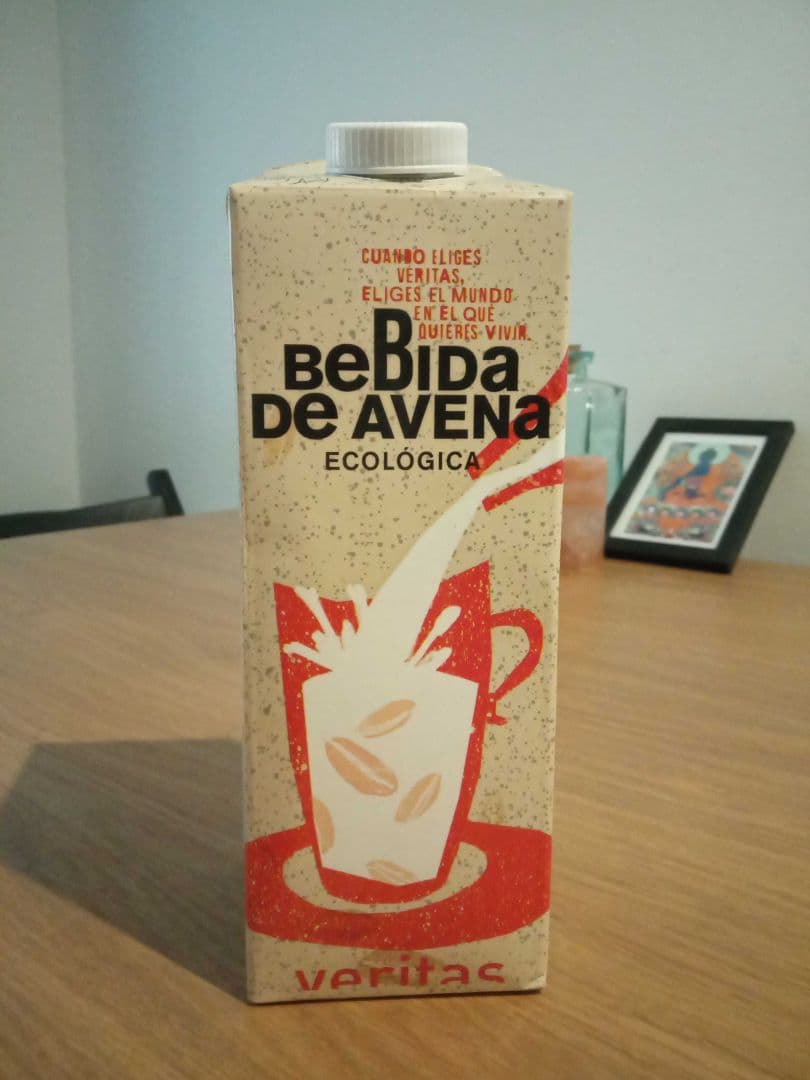 CUANDO ELIGES
VERITAS,
ELIGES EL MUNDO
EN EL QUE
QUIERES VIVIR.
BeBIDa
De AVENa
ECOLÓGICA
veritas